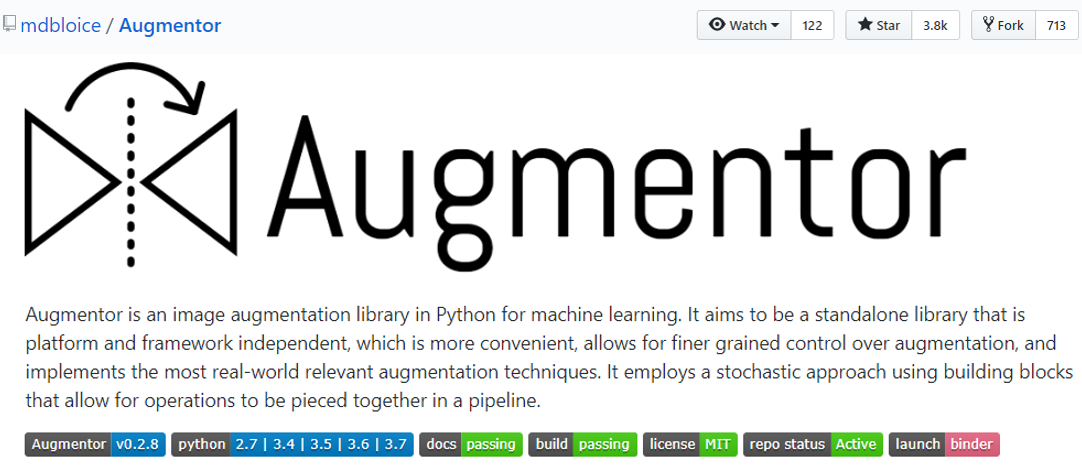 mdbloice / Augmentor Watch 122 Star 3.8k Fork 713
Augmentor
Augmentor is an image augmentation library in Python for machine learning. It aims to be a standalone library that is
platform and framework independent, which is more convenient, allows for finer grained control over augmentation, and
implements the most real-world relevant augmentation techniques. It employs a stochastic approach using building blocks
that allow for operations to be pieced together in a pipeline.
Augmentor v0.2.8 python 2.7 | 3.4 | 3.5 | 3.6 | 3.7 docs passing build passing license MIT repo status Active launch binder